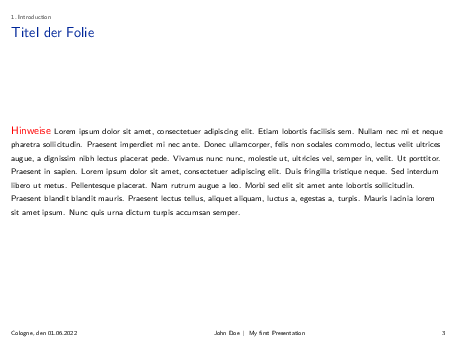 1. Introduction
Titel der Folie
Hinweise Lorem ipsum dolor sit amet, consectetuer adipiscing elit. Etiam lobortis facilisis sem. Nullam nec mi et neque
pharetra sollicitudin. Praesent imperdiet mi nec ante. Donec ullamcorper, felis non sodales commodo, lectus velit ultrices
augue, a dignissim nibh lectus placerat pede. Vivamus nunc nunc, molestie ut, ultricies vel, semper in, velit. Ut porttitor.
Praesent in sapien. Lorem ipsum dolor sit amet, consectetuer adipiscing elit. Duis fringilla tristique neque. Sed interdum
libero ut metus. Pellentesque placerat. Nam rutrum augue a leo. Morbi sed elit sit amet ante lobortis sollicitudin.
Praesent blandit blandit mauris. Praesent lectus tellus, aliquet aliquam, luctus a, egestas a, turpis. Mauris lacinia lorem
sit amet ipsum. Nunc quis urna dictum turpis accumsan semper.
Cologne, den 01.06.2022 John Doe | My first Presentation 3